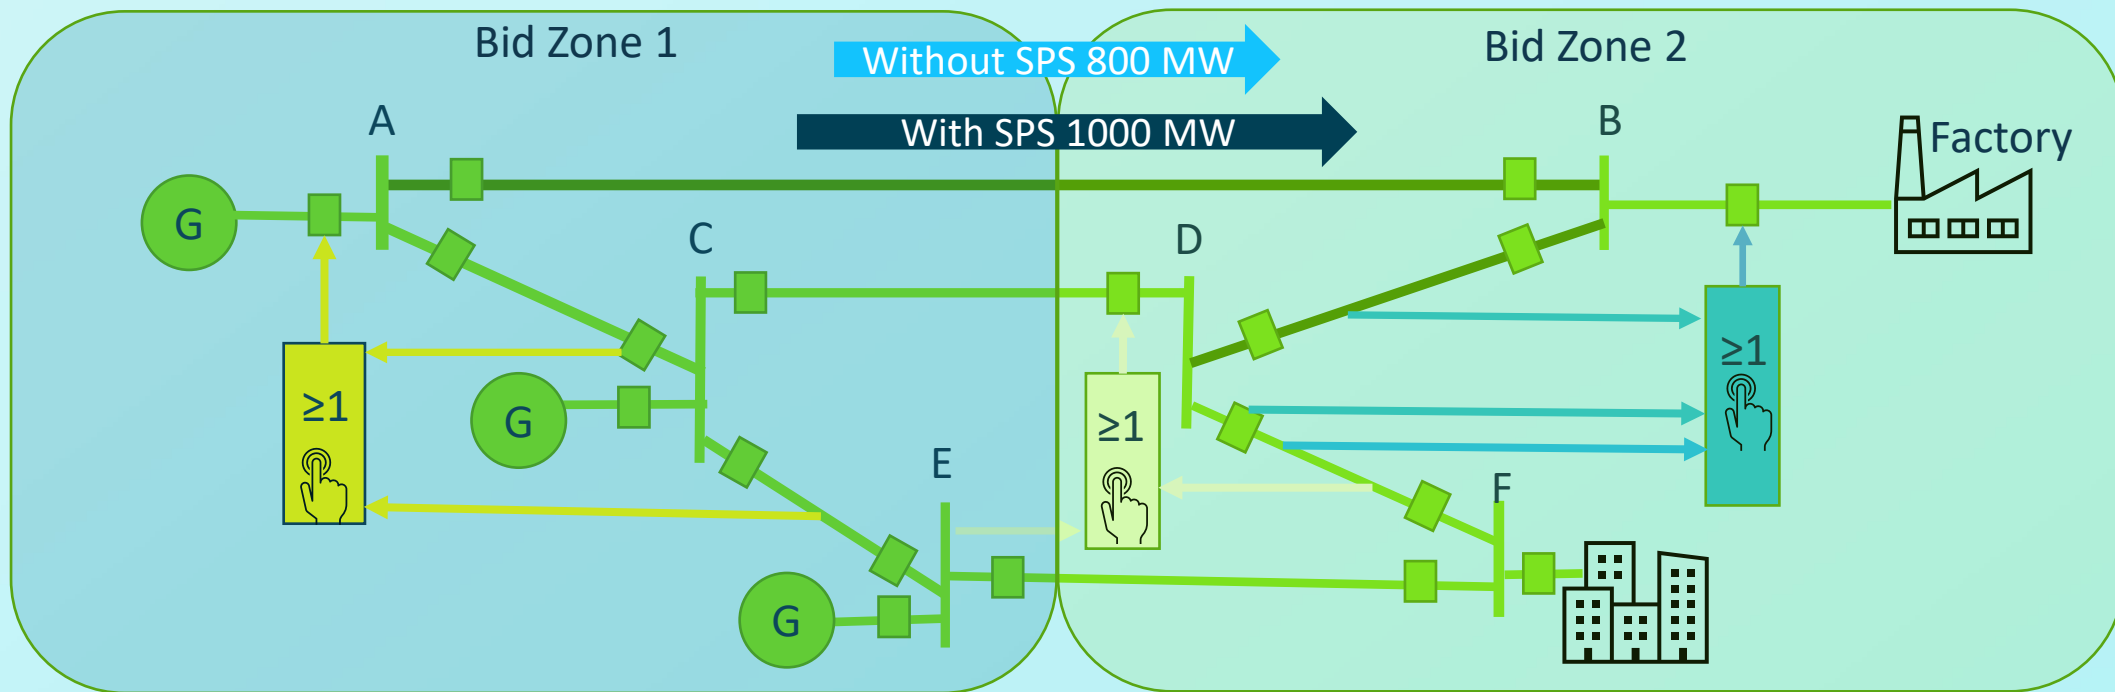 Bid Zone 1
Without SPS 800 MW
Bid Zone 2
With SPS 1000 MW
A
B
Factory
G
C
D
≥1
≥1
G
≥1
E
F
G